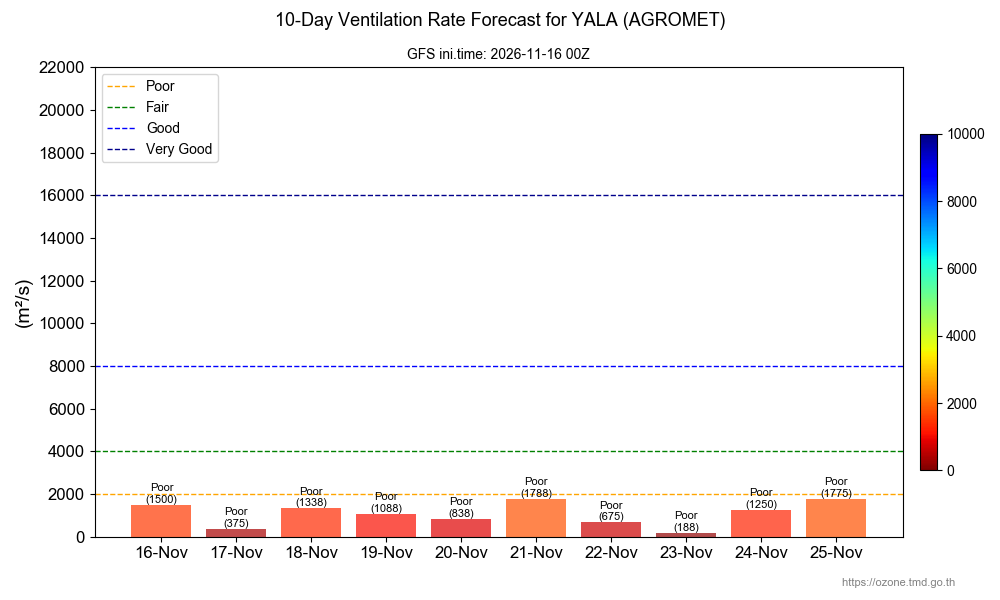 10-Day Ventilation Rate Forecast for YALA (AGROMET)
GFS ini.time: 2026-11-16 00Z
(m²/s)
22000
20000
18000
16000
14000
12000
10000
8000
6000
4000
2000
0
Poor
Fair
Good
Very Good
Poor
(1500)
Poor
(375)
Poor
(1338)
Poor
(1088)
Poor
(838)
Poor
(1788)
Poor
(675)
Poor
(188)
Poor
(1250)
Poor
(1775)
16-Nov 17-Nov 18-Nov 19-Nov 20-Nov 21-Nov 22-Nov 23-Nov 24-Nov 25-Nov
10000
8000
6000
4000
2000
0
https://ozone.tmd.go.th